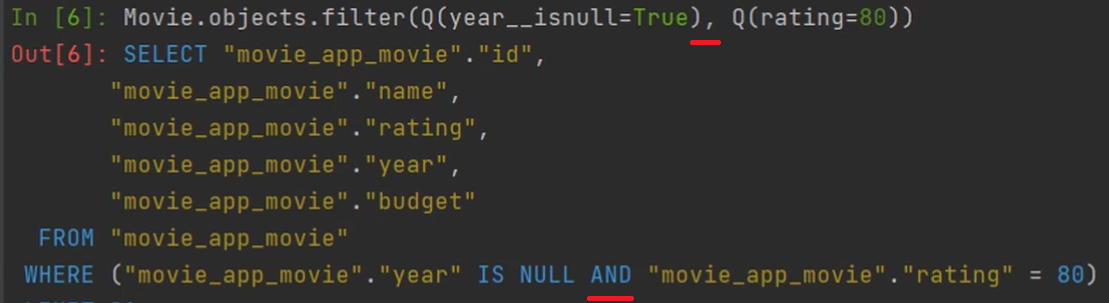 In [6]: Movie.objects.filter(Q(year__isnull=True), Q(rating=80))
Out[6]: SELECT "movie_app_movie"."id",
"movie_app_movie"."name",
"movie_app_movie"."rating",
"movie_app_movie"."year",
"movie_app_movie"."budget"
FROM "movie_app_movie"
WHERE ("movie_app_movie"."year" IS NULL AND "movie_app_movie"."rating" = 80)